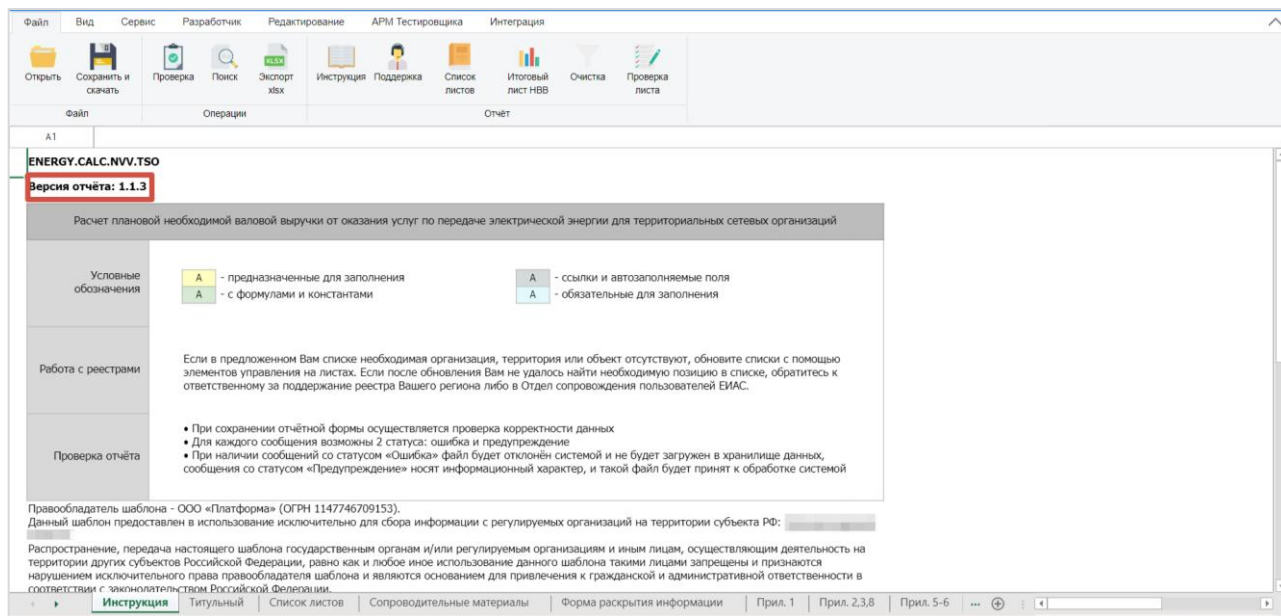 Файл Вид Сервис Разработчик Редактирование АРМ Тестировщика Интеграция
Открыть Сохранить и скачать Проверка Поиск Экспорт xlsx Инструкция Поддержка Список листов Итоговый лист НВВ Очистка Проверка листа
Файл Операции Отчёт
A1
ENERGY.CALC.NVV.TSO
Версия отчёта: 1.1.3
Расчет плановой необходимой валовой выручки от оказания услуг по передаче электрической энергии для территориальных сетевых организаций
Условные обозначения
A - предназначенные для заполнения
A - ссылки и автозаполняемые поля
A - с формулами и константами
A - обязательные для заполнения
Работа с реестрами
Если в предложенном Вам списке необходимая организация, территория или объект отсутствуют, обновите списки с помощью
элементов управления на листах. Если после обновления Вам не удалось найти необходимую позицию в списке, обратитесь к
ответственному за поддержание реестра Вашего региона либо в Отдел сопровождения пользователей ЕИАС.
Проверка отчёта
• При сохранении отчётной формы осуществляется проверка корректности данных
• Для каждого сообщения возможны 2 статуса: ошибка и предупреждение
• При наличии сообщений со статусом «Ошибка» файл будет отклонён системой и не будет загружен в хранилище данных,
сообщения со статусом «Предупреждение» носят информационный характер, и такой файл будет принят к обработке системой
Правообладатель шаблона - ООО «Платформа» (ОГРН 1147746709153).
Данный шаблон предоставлен в использование исключительно для сбора информации с регулируемых организаций на территории субъекта РФ:
Распространение, передача настоящего шаблона государственным органам и/или регулируемым организациям и иным лицам, осуществляющим деятельность на
территории других субъектов Российской Федерации, равно как и любое иное использование данного шаблона такими лицами запрещены и признаются
нарушением исключительного права правообладателя шаблона и являются основанием для привлечения к гражданской и административной ответственности в
соответствии с законодательством Российской Федерации.
Инструкция Титульный Список листов Сопроводительные материалы Форма раскрытия информации Прил. 1 Прил. 2,3,8 Прил. 5-6 ...